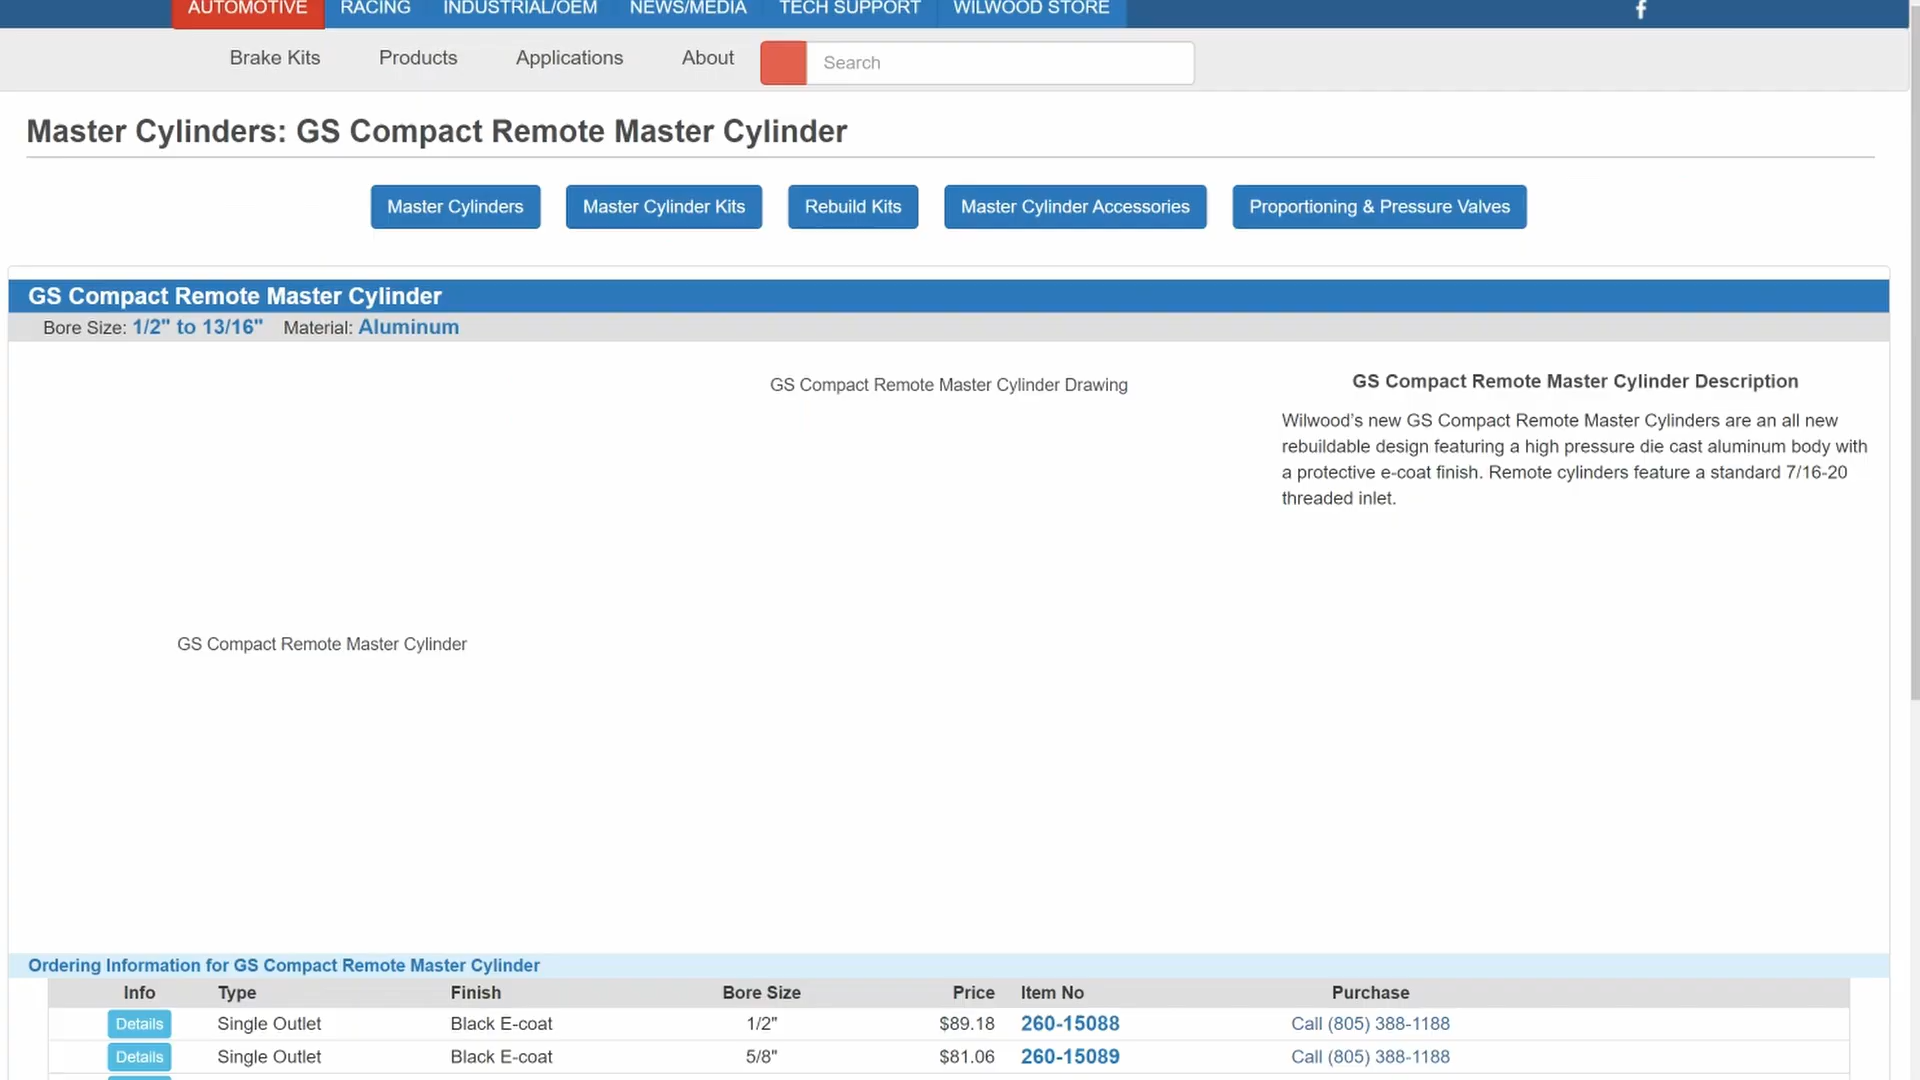 AUTOMOTIVE RACING INDUSTRIAL/OEM NEWS/MEDIA TECH SUPPORT WILWOOD STORE
Brake Kits Products Applications About Search
Master Cylinders: GS Compact Remote Master Cylinder
Master Cylinders Master Cylinder Kits Rebuild Kits Master Cylinder Accessories Proportioning & Pressure Valves
GS Compact Remote Master Cylinder
Bore Size: 1/2" to 13/16" Material: Aluminum
GS Compact Remote Master Cylinder Drawing
GS Compact Remote Master Cylinder Description
Wilwood’s new GS Compact Remote Master Cylinders are an all new
rebuildable design featuring a high pressure die cast aluminum body with
a protective e-coat finish. Remote cylinders feature a standard 7/16-20
threaded inlet.
GS Compact Remote Master Cylinder
Ordering Information for GS Compact Remote Master Cylinder
Info Type Finish Bore Size Price Item No Purchase
Details Single Outlet Black E-coat 1/2" $89.18 260-15088 Call (805) 388-1188
Details Single Outlet Black E-coat 5/8" $81.06 260-15089 Call (805) 388-1188